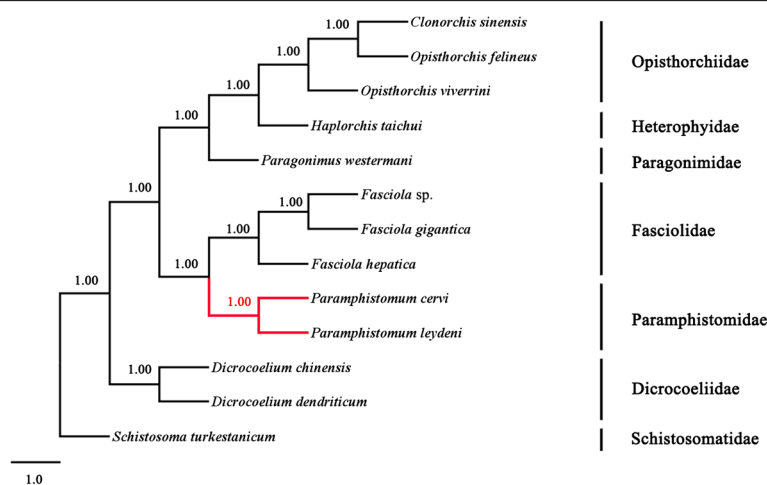 1.00
Clonorchis sinensis
1.00
Opisthorchis felineus
Opisthorchiidae
1.00
Opisthorchis viverrini
1.00
Haplorchis taichui
Heterophyidae
Paragonimus westermani
Paragonimidae
1.00
Fasciola sp.
1.00
1.00
Fasciola gigantica
Fasciolidae
1.00
Fasciola hepatica
1.00
1.00
Paramphistomum cervi
Paramphistomidae
Paramphistomum leydeni
1.00
Dicrocoelium chinensis
Dicrocoeliidae
Dicrocoelium dendriticum
Schistosoma turkestanicum
Schistosomatidae
1.0